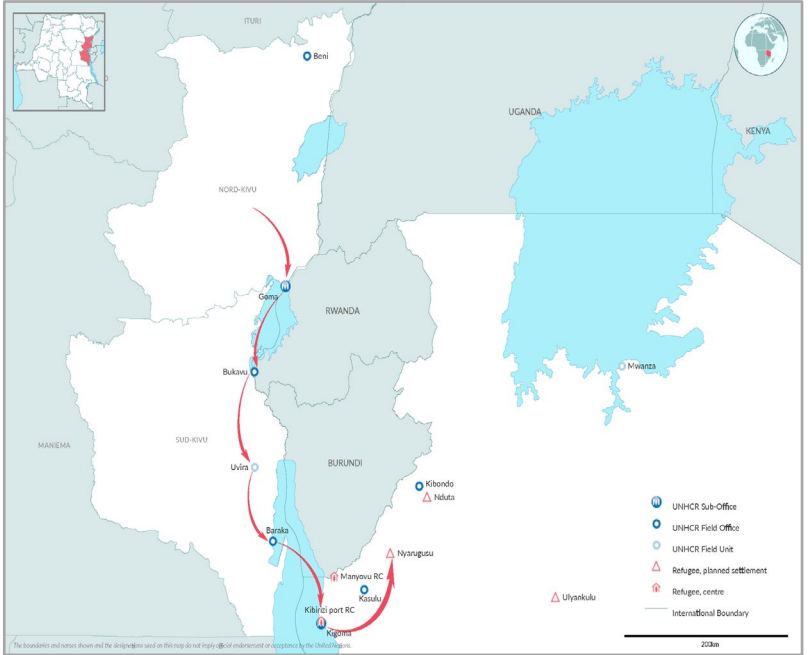 ITURI
Beni
UGANDA
KENYA
NORD-KIVU
Goma
RWANDA
Bukavu
Mwanza
MANIEMA
SUD-KIVU
BURUNDI
Uvira
Kibondo
Nduta
Baraka
Nyarugusu
Manyovu RC
Kasulu
Ulyankulu
Kibirizi port RC
Kigoma
UNHCR Sub-Office
UNHCR Field Office
UNHCR Field Unit
Refugee, planned settlement
Refugee, centre
International Boundary
200km
The boundaries and names shown and the designations used on this map do not imply official endorsement or acceptance by the United Nations.